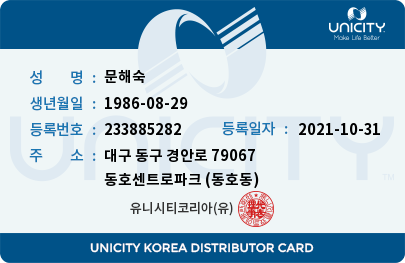 UNICITY
Make Life Better
성 명 : 문해숙
생년월일 : 1986-08-29
등록번호 : 233885282 등록일자 : 2021-10-31
주 소 : 대구 동구 경안로 79067
동호센트로파크 (동호동)
유니시티코리아(유)
UNICITY
UNICITY KOREA DISTRIBUTOR CARD